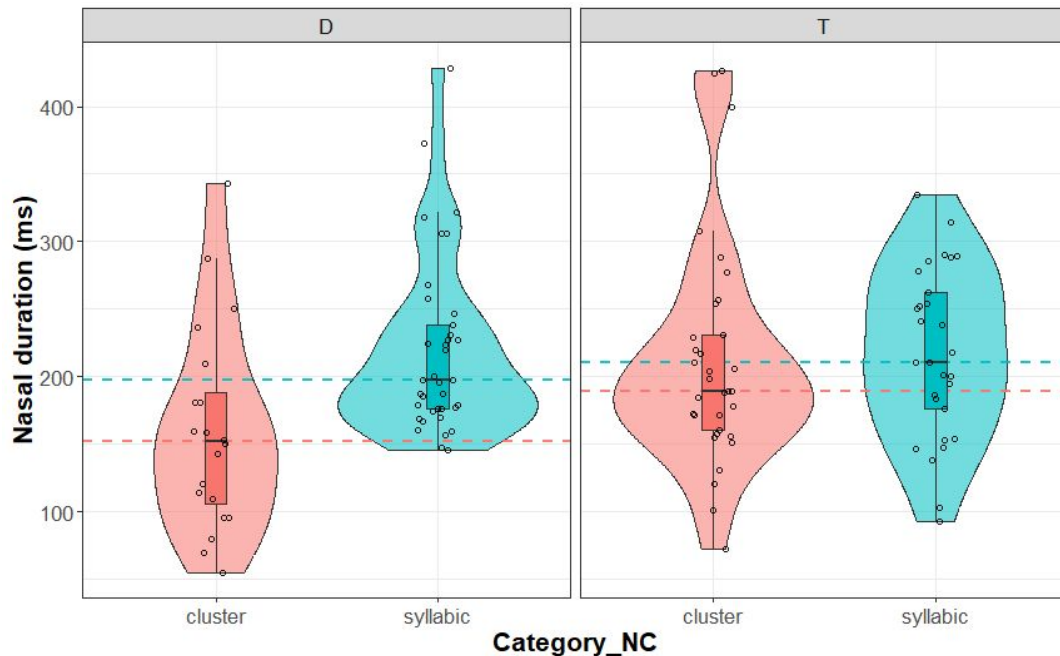 D
T
Nasal duration (ms)
400
300
200
100
cluster
syllabic
cluster
syllabic
Category_NC